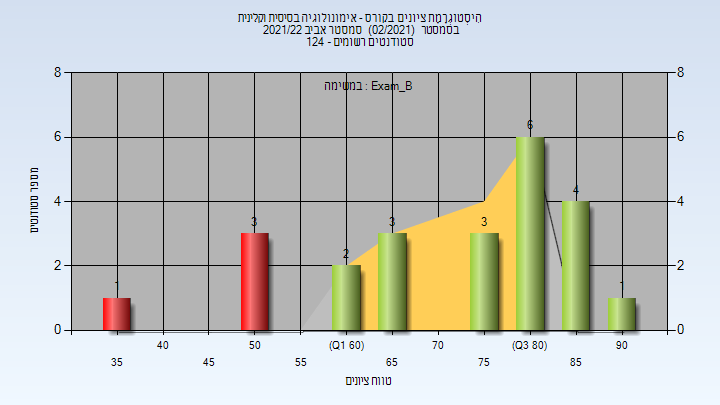 היסטוגרמת ציונים בקורס - אימונולוגיה בסיסית וקלינית
בסמסטר (02/2021) סמסטר אביב 2021/22
סטודנטים רשומים - 124
במשימה : Exam_B
מספר סטודנטים
8 8
6 6
4 4
2 2
0 0
1 3 2 3 3 6 4 1
35 40 45 50 55 (Q1 60) 65 70 75 (Q3 80) 85 90
טווח ציונים